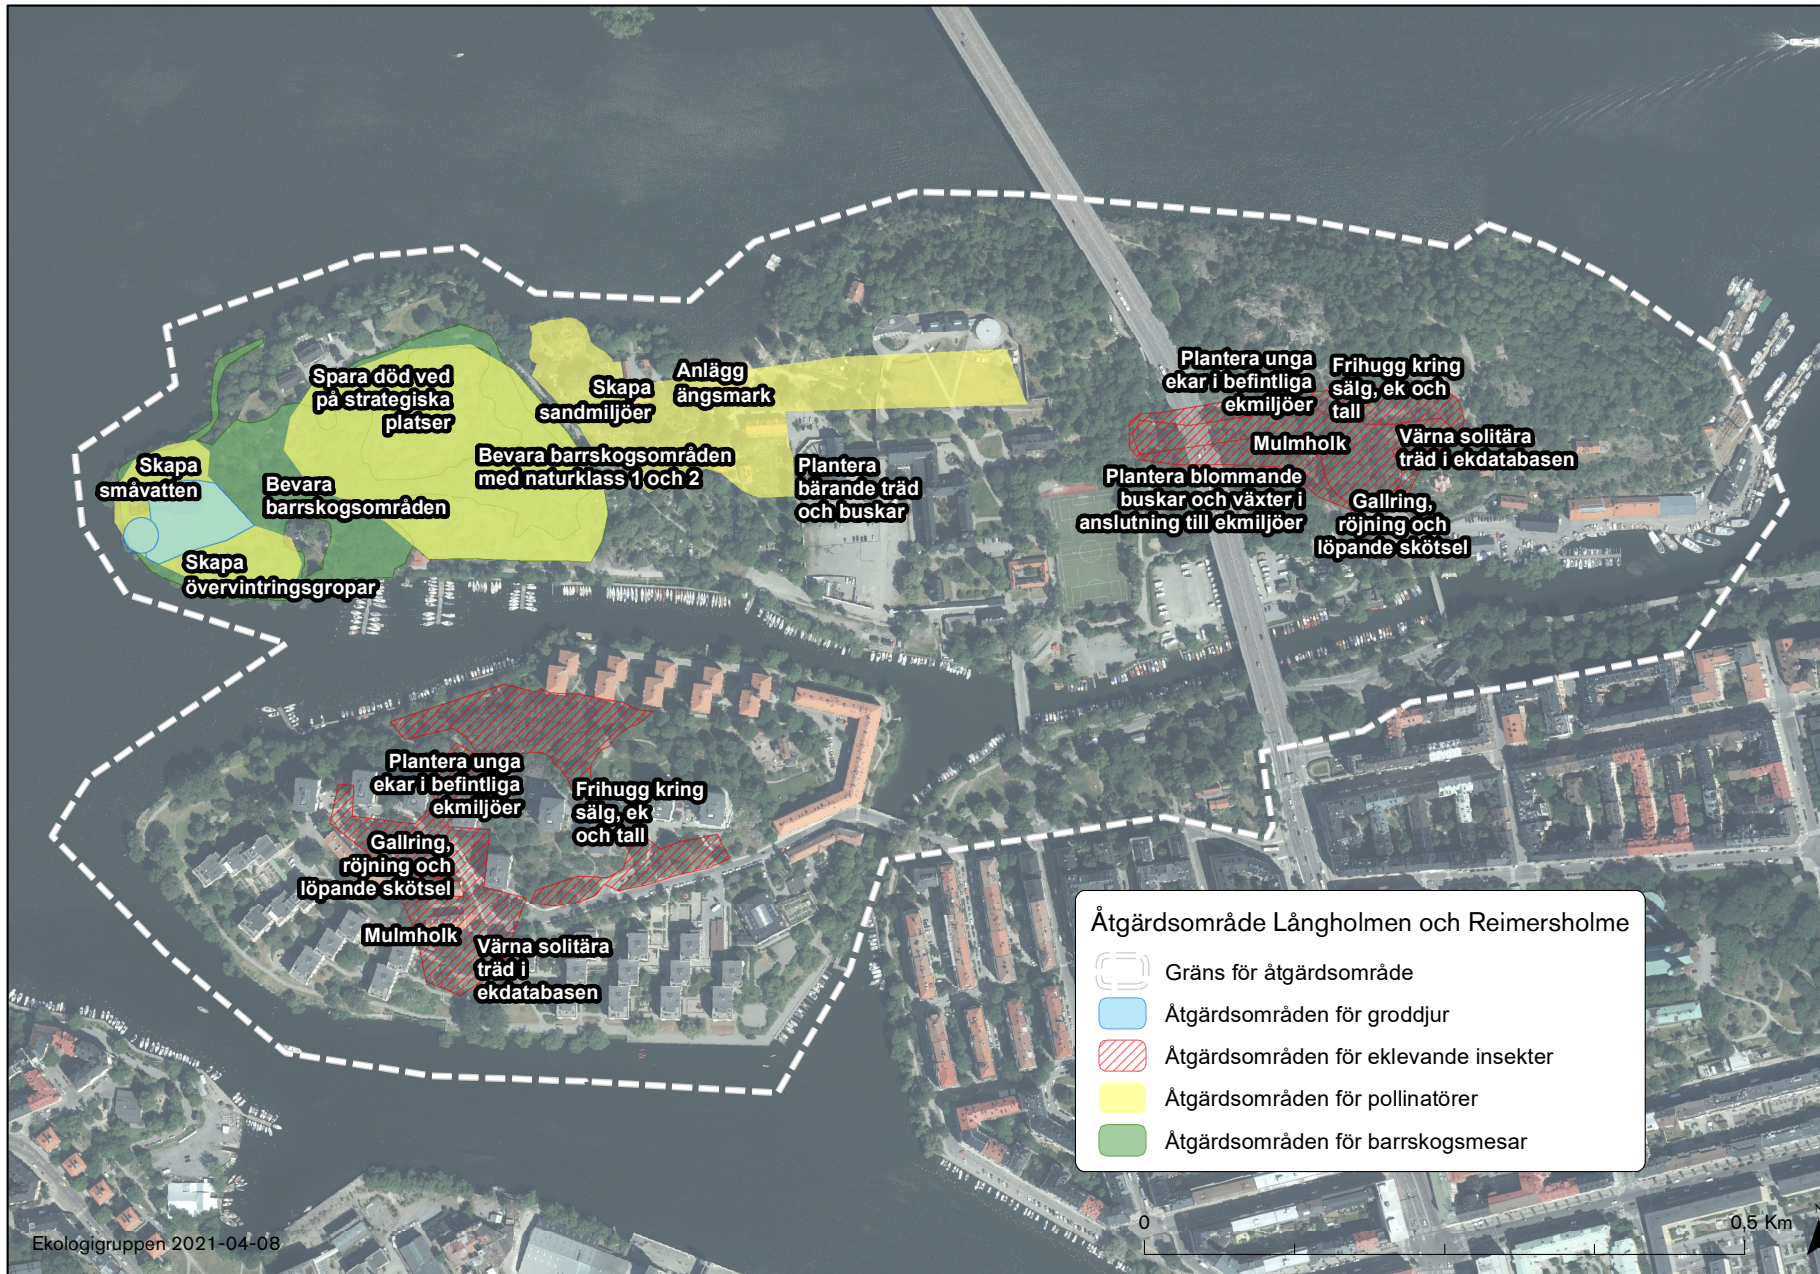 Spara död ved
på strategiska
platser
Skapa
sandmiljöer
Anlägg
ängsmark
Plantera unga
ekar i befintliga
ekmiljöer
Frihugg kring
sälg, ek och
tall
Mulmholk
Värna solitära
träd i ekdatabasen
Skapa
småvatten
Bevara
barrskogsområden
Bevara barrskogsområden
med naturklass 1 och 2
Plantera
bärande träd
och buskar
Plantera blommande
buskar och växter i
anslutning till ekmiljöer
Gallring,
röjning och
löpande skötsel
Skapa
övervintringsgropar
Plantera unga
ekar i befintliga
ekmiljöer
Frihugg kring
sälg, ek
och tall
Gallring,
röjning och
löpande skötsel
Mulmholk
Värna solitära
träd i
ekdatabasen
Åtgärdsområde Långholmen och Reimersholme
Gräns för åtgärdsområde
Åtgärdsområden för groddjur
Åtgärdsområden för eklevande insekter
Åtgärdsområden för pollinatörer
Åtgärdsområden för barrskogsmesar
0 0,5 Km
N
Ekologigruppen 2021-04-08